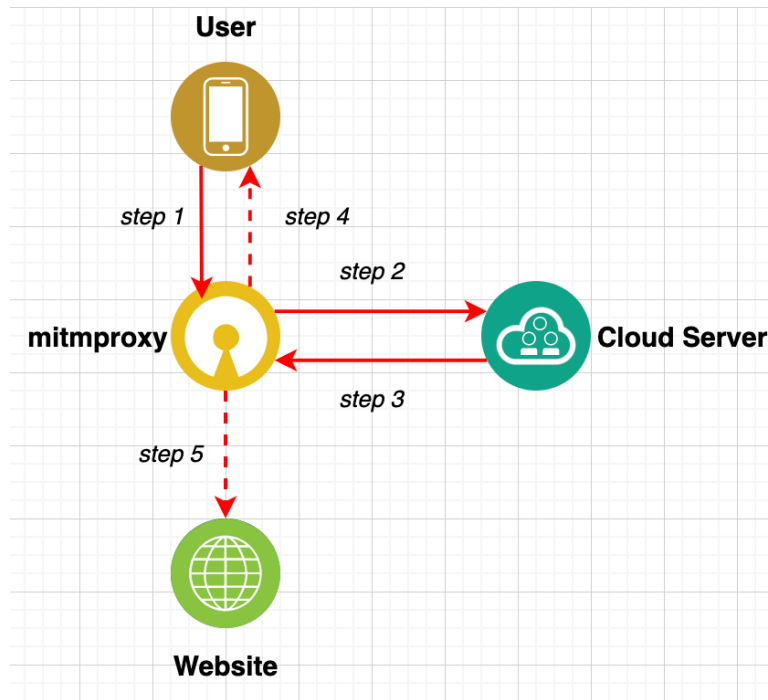 User
step 1
step 4
step 2
mitmproxy
Cloud Server
step 3
step 5
Website